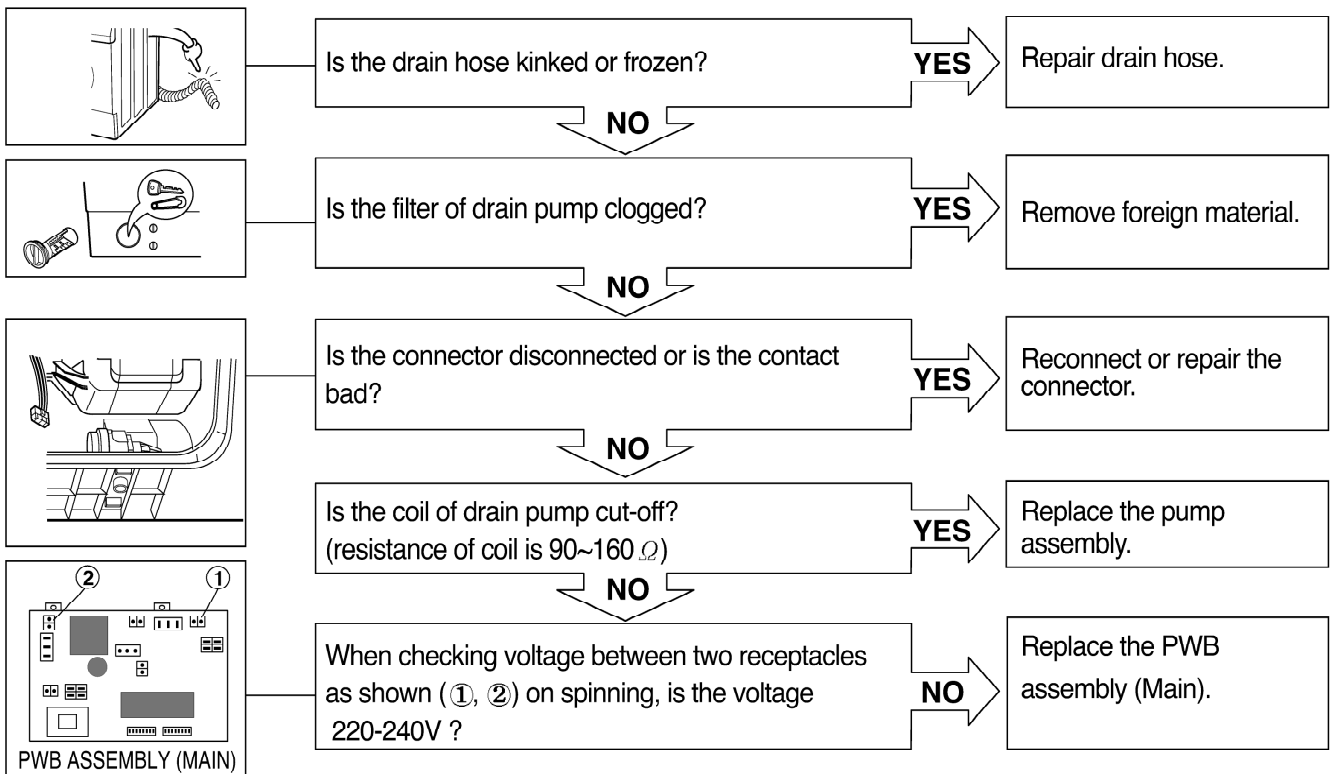 Is the drain hose kinked or frozen?
YES
Repair drain hose.
NO
Is the filter of drain pump clogged?
YES
Remove foreign material.
NO
Is the connector disconnected or is the contact
bad?
YES
Reconnect or repair the
connector.
NO
Is the coil of drain pump cut-off?
(resistance of coil is 90~160 Ω)
YES
Replace the pump
assembly.
NO
② ①
PWB ASSEMBLY (MAIN)
When checking voltage between two receptacles
as shown (①, ②) on spinning, is the voltage
220-240V ?
NO
Replace the PWB
assembly (Main).